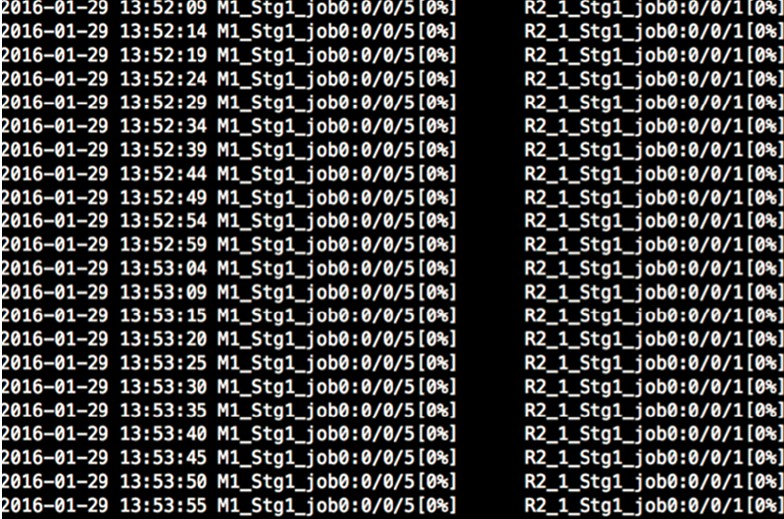 2016-01-29 13:52:09 M1_Stg1_job0:0/0/5[0%] R2_1_Stg1_job0:0/0/1[0%]
2016-01-29 13:52:14 M1_Stg1_job0:0/0/5[0%] R2_1_Stg1_job0:0/0/1[0%]
2016-01-29 13:52:19 M1_Stg1_job0:0/0/5[0%] R2_1_Stg1_job0:0/0/1[0%]
2016-01-29 13:52:24 M1_Stg1_job0:0/0/5[0%] R2_1_Stg1_job0:0/0/1[0%]
2016-01-29 13:52:29 M1_Stg1_job0:0/0/5[0%] R2_1_Stg1_job0:0/0/1[0%]
2016-01-29 13:52:34 M1_Stg1_job0:0/0/5[0%] R2_1_Stg1_job0:0/0/1[0%]
2016-01-29 13:52:39 M1_Stg1_job0:0/0/5[0%] R2_1_Stg1_job0:0/0/1[0%]
2016-01-29 13:52:44 M1_Stg1_job0:0/0/5[0%] R2_1_Stg1_job0:0/0/1[0%]
2016-01-29 13:52:49 M1_Stg1_job0:0/0/5[0%] R2_1_Stg1_job0:0/0/1[0%]
2016-01-29 13:52:54 M1_Stg1_job0:0/0/5[0%] R2_1_Stg1_job0:0/0/1[0%]
2016-01-29 13:52:59 M1_Stg1_job0:0/0/5[0%] R2_1_Stg1_job0:0/0/1[0%]
2016-01-29 13:53:04 M1_Stg1_job0:0/0/5[0%] R2_1_Stg1_job0:0/0/1[0%]
2016-01-29 13:53:09 M1_Stg1_job0:0/0/5[0%] R2_1_Stg1_job0:0/0/1[0%]
2016-01-29 13:53:15 M1_Stg1_job0:0/0/5[0%] R2_1_Stg1_job0:0/0/1[0%]
2016-01-29 13:53:20 M1_Stg1_job0:0/0/5[0%] R2_1_Stg1_job0:0/0/1[0%]
2016-01-29 13:53:25 M1_Stg1_job0:0/0/5[0%] R2_1_Stg1_job0:0/0/1[0%]
2016-01-29 13:53:30 M1_Stg1_job0:0/0/5[0%] R2_1_Stg1_job0:0/0/1[0%]
2016-01-29 13:53:35 M1_Stg1_job0:0/0/5[0%] R2_1_Stg1_job0:0/0/1[0%]
2016-01-29 13:53:40 M1_Stg1_job0:0/0/5[0%] R2_1_Stg1_job0:0/0/1[0%]
2016-01-29 13:53:45 M1_Stg1_job0:0/0/5[0%] R2_1_Stg1_job0:0/0/1[0%]
2016-01-29 13:53:50 M1_Stg1_job0:0/0/5[0%] R2_1_Stg1_job0:0/0/1[0%]
2016-01-29 13:53:55 M1_Stg1_job0:0/0/5[0%] R2_1_Stg1_job0:0/0/1[0%]